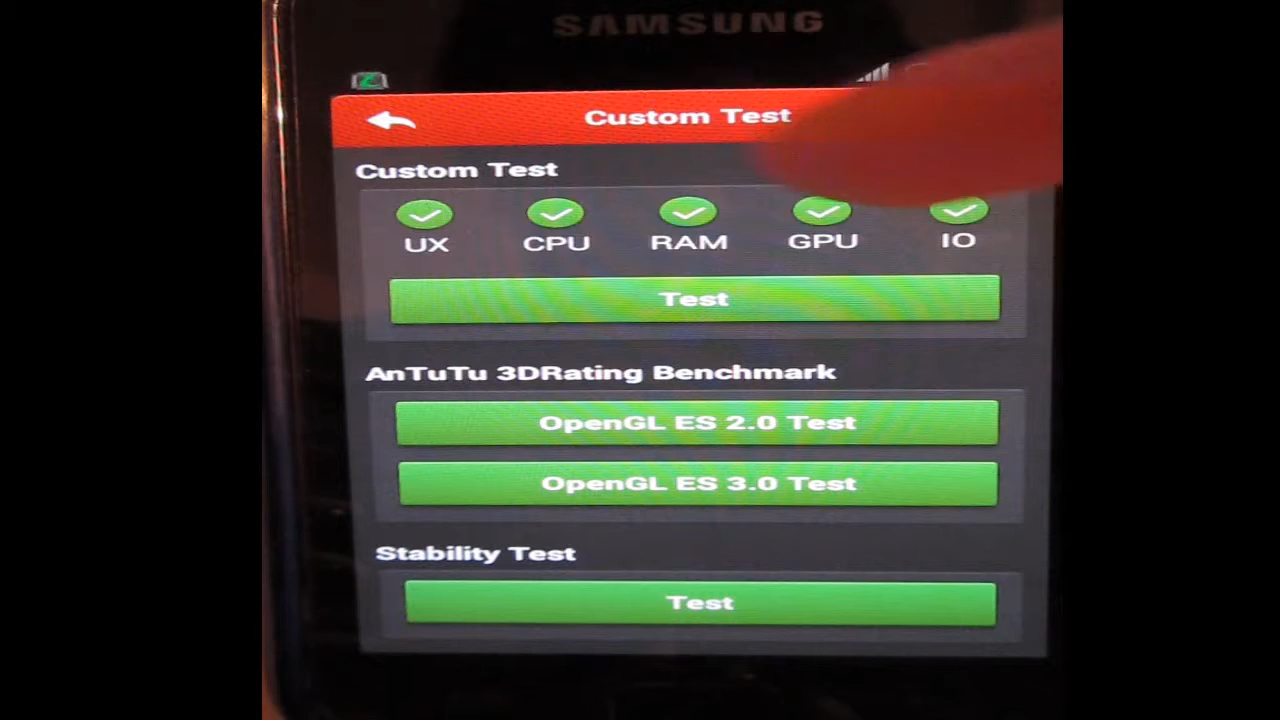 SAMSUNG
Custom Test
Custom Test
UX CPU RAM GPU IO
Test
AnTuTu 3DRating Benchmark
OpenGL ES 2.0 Test
OpenGL ES 3.0 Test
Stability Test
Test